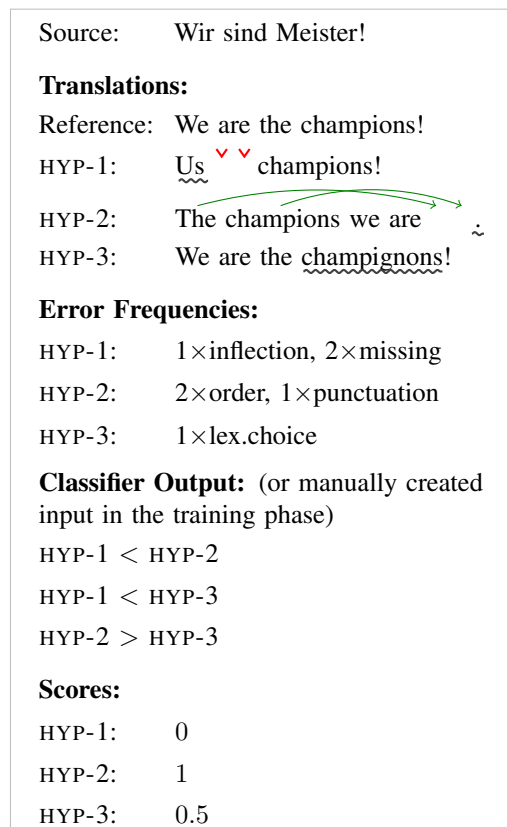 Source: Wir sind Meister!
Translations:
Reference: We are the champions!
HYP-1: Us champions!
HYP-2: The champions we are .
HYP-3: We are the champignons!
Error Frequencies:
HYP-1: 1×inflection, 2×missing
HYP-2: 2×order, 1×punctuation
HYP-3: 1×lex.choice
Classifier Output: (or manually created
input in the training phase)
HYP-1 < HYP-2
HYP-1 < HYP-3
HYP-2 > HYP-3
Scores:
HYP-1: 0
HYP-2: 1
HYP-3: 0.5